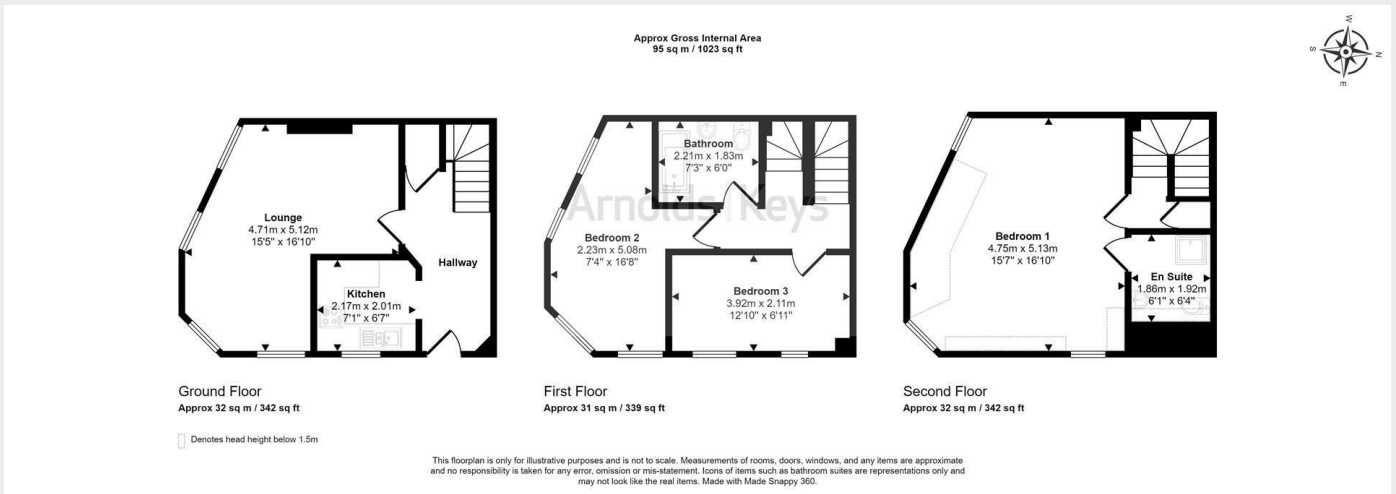 Approx Gross Internal Area
95 sq m / 1023 sq ft
W
S
N
E
Lounge
4.71m x 5.12m
15'5" x 16'10"
Hallway
Kitchen
2.17m x 2.01m
7'1" x 6'7"
Bathroom
2.21m x 1.83m
7'3" x 6'0"
Arnolds|Keys
Bedroom 2
2.23m x 5.08m
7'4" x 16'8"
Bedroom 3
3.92m x 2.11m
12'10" x 6'11"
Bedroom 1
4.75m x 5.13m
15'7" x 16'10"
En Suite
1.86m x 1.92m
6'1" x 6'4"
Ground Floor
Approx 32 sq m / 342 sq ft
First Floor
Approx 31 sq m / 339 sq ft
Second Floor
Approx 32 sq m / 342 sq ft
Denotes head height below 1.5m
This floorplan is only for illustrative purposes and is not to scale. Measurements of rooms, doors, windows, and any items are approximate
and no responsibility is taken for any error, omission or mis-statement. Icons of items such as bathroom suites are representations only and
may not look like the real items. Made with Made Snappy 360.